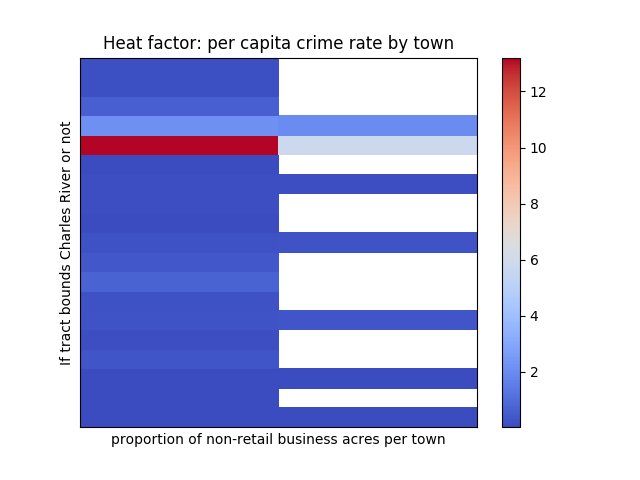 Heat factor: per capita crime rate by town
If tract bounds Charles River or not
proportion of non-retail business acres per town
12
10
8
6
4
2